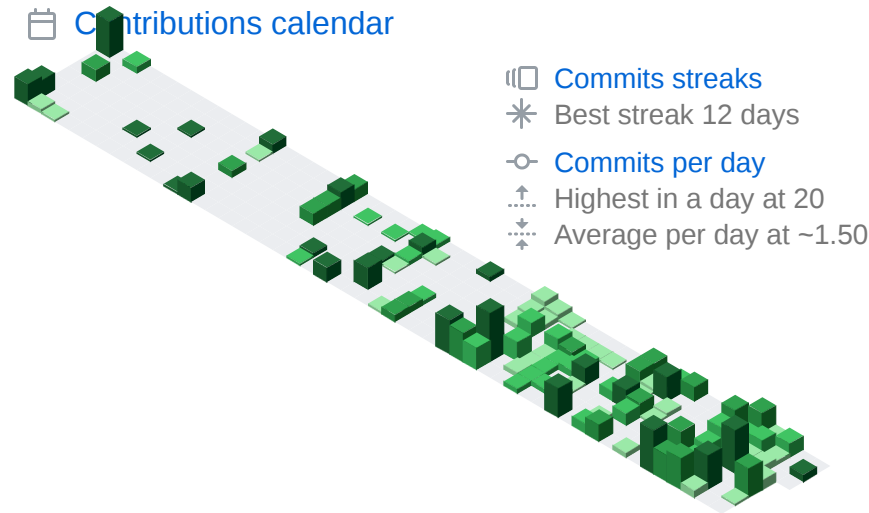 Contributions calendar
Commits streaks
Best streak 12 days
Commits per day
Highest in a day at 20
Average per day at ~1.50